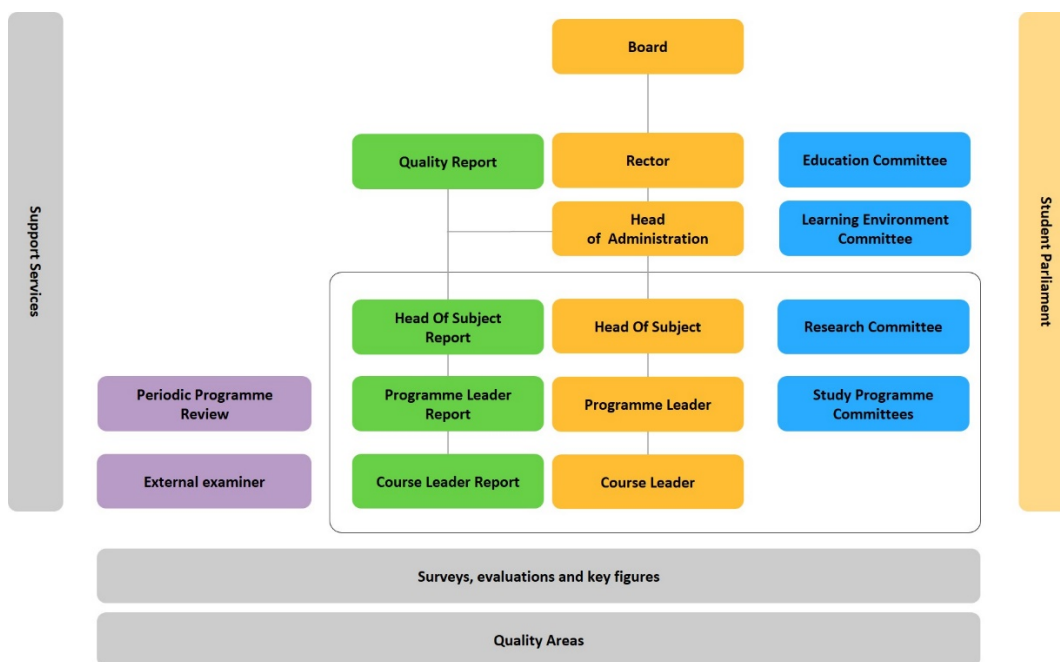 Board
Support Services
Student Parliament
Quality Report
Rector
Education Committee
Head
of Administration
Learning Environment
Committee
Head Of Subject
Report
Head Of Subject
Research Committee
Periodic Programme
Review
Programme Leader
Report
Programme Leader
Study Programme
Committees
External examiner
Course Leader Report
Course Leader
Surveys, evaluations and key figures
Quality Areas